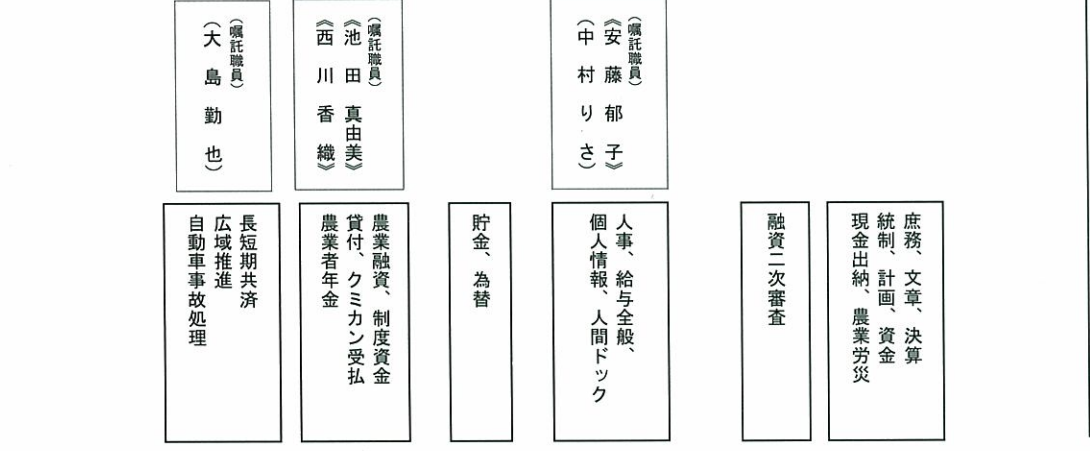 (嘱託職員)
《安藤郁子》
(中村りさ)
(嘱託職員)
《池田真由美》
《西川香織》
(嘱託職員)
(大島勤也)
庶務、文章、決算
統制、計画、資金
現金出納、農業労災
融資二次審査
人事、給与全般、
個人情報、人間ドック
貯金、為替
農業融資、制度資金
貸付、クミカン受払
農業者年金
長短期共済
広域推進
自動車事故処理